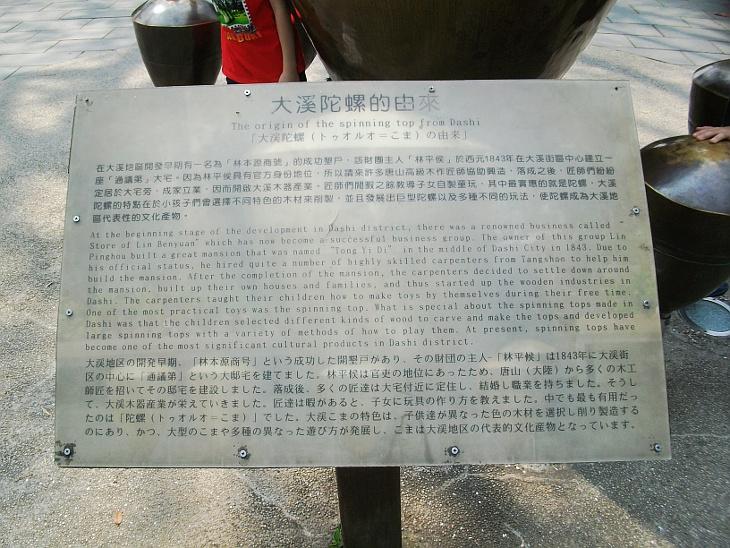 大溪陀螺的由來
The origin of the spinning top from Dashi
「大溪陀螺（トゥオルオ＝こま）の由来」
在大溪地區開發早期有一名為「林本源商號」的成功墾戶，該財團主人「林平候」於西元1843年在大溪街區中心建立一
座「通議第」大宅。因為林平候具有官方身份地位，所以請來許多唐山高級木作匠師協助興造，落成之後，匠師們紛紛
定居於大宅旁，成家立業，因而開啟大溪木器產業。匠師們閒暇之餘教導子女自製童玩，其中最實惠的就是陀螺，大溪
陀螺的特點在於小孩子們會選擇不同特色的木材來削製，並且發展出巨型陀螺以及多種不同的玩法，使陀螺成為大溪地
區代表性的文化產物。
At the beginning stage of the development in Dashi district, there was a renowned business called "
Store of Lin Benyuan" which has now become a successful business group. The owner of this group Lin
Pinghou built a great mansion that was named "Tong Yi Di" in the middle of Dashi City in 1843. Due to
his official status, he hired quite a number of highly skilled carpenters from Tangshan to help him
build the mansion. After the completion of the mansion, the carpenters decided to settle down around
the mansion, built up their own houses and families, and thus started up the wooden industries in
Dashi. The carpenters taught their children how to make toys by themselves during their free time.
One of the most practical toys was the spinning top. What is special about the spinning tops made in
Dashi was that the children selected different kinds of wood to carve and make the tops and developed
large spinning tops with a variety of methods of how to play them. At present, spinning tops have
become one of the most significant cultural products in Dashi district.
大渓地区の開発早期、「林本源商号」という成功した開墾戸があり、その財団の主人-「林平候」は1843年に大渓街
区の中心に「通議第」という大邸宅を建てました。林平候は官吏の地位にあったため、唐山（大陸）から多くの木工
師匠を招いてその邸宅を建設しました。落成後、多くの匠達は大宅付近に定住し、結婚し職業を持ちました。そうし
て、大渓木器産業が栄えていきました。匠達は暇があると、子女に玩具の作り方を教えました。中でも最も有用だっ
たのは「陀螺（トゥオルオ＝こま）」でした。大渓こまの特色は、子供達が異なった色の木材を選択し削り製造する
のにあり、かつ、大型のこまや多種の異なった遊び方が発展し、こまは大渓地区の代表的文化産物となっています。